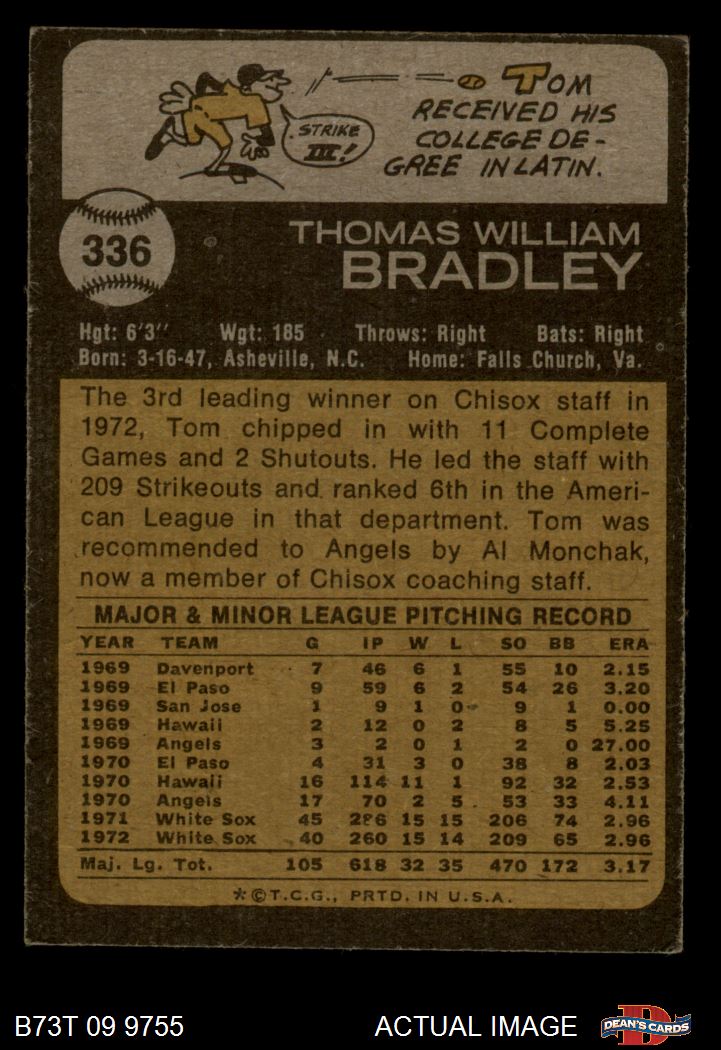 TOM
RECEIVED HIS
COLLEGE DE-
GREE IN LATIN.
STRIKE
III!
336
THOMAS WILLIAM
BRADLEY
Hgt: 6'3" Wgt: 185 Throws: Right Bats: Right
Born: 3-16-47, Asheville, N.C. Home: Falls Church, Va.
The 3rd leading winner on Chisox staff in
1972, Tom chipped in with 11 Complete
Games and 2 Shutouts. He led the staff with
209 Strikeouts and ranked 6th in the Ameri-
can League in that department. Tom was
recommended to Angels by Al Monchak,
now a member of Chisox coaching staff.
MAJOR & MINOR LEAGUE PITCHING RECORD
YEAR TEAM G IP W L SO BB ERA
1969 Davenport 7 46 6 1 55 10 2.15
1969 El Paso 9 59 6 2 54 26 3.20
1969 San Jose 1 9 1 0 9 1 0.00
1969 Hawaii 2 12 0 2 8 5 5.25
1969 Angels 3 2 0 1 2 0 27.00
1970 El Paso 4 31 3 0 38 8 2.03
1970 Hawaii 16 114 11 1 92 32 2.53
1970 Angels 17 70 2 5 53 33 4.11
1971 White Sox 45 286 15 15 206 74 2.96
1972 White Sox 40 260 15 14 209 65 2.96
Maj. Lg. Tot. 105 618 32 35 470 172 3.17
*©T.C.G., PRTD. IN U.S.A.
B73T 09 9755 ACTUAL IMAGE
D
DEAN'S CARDS